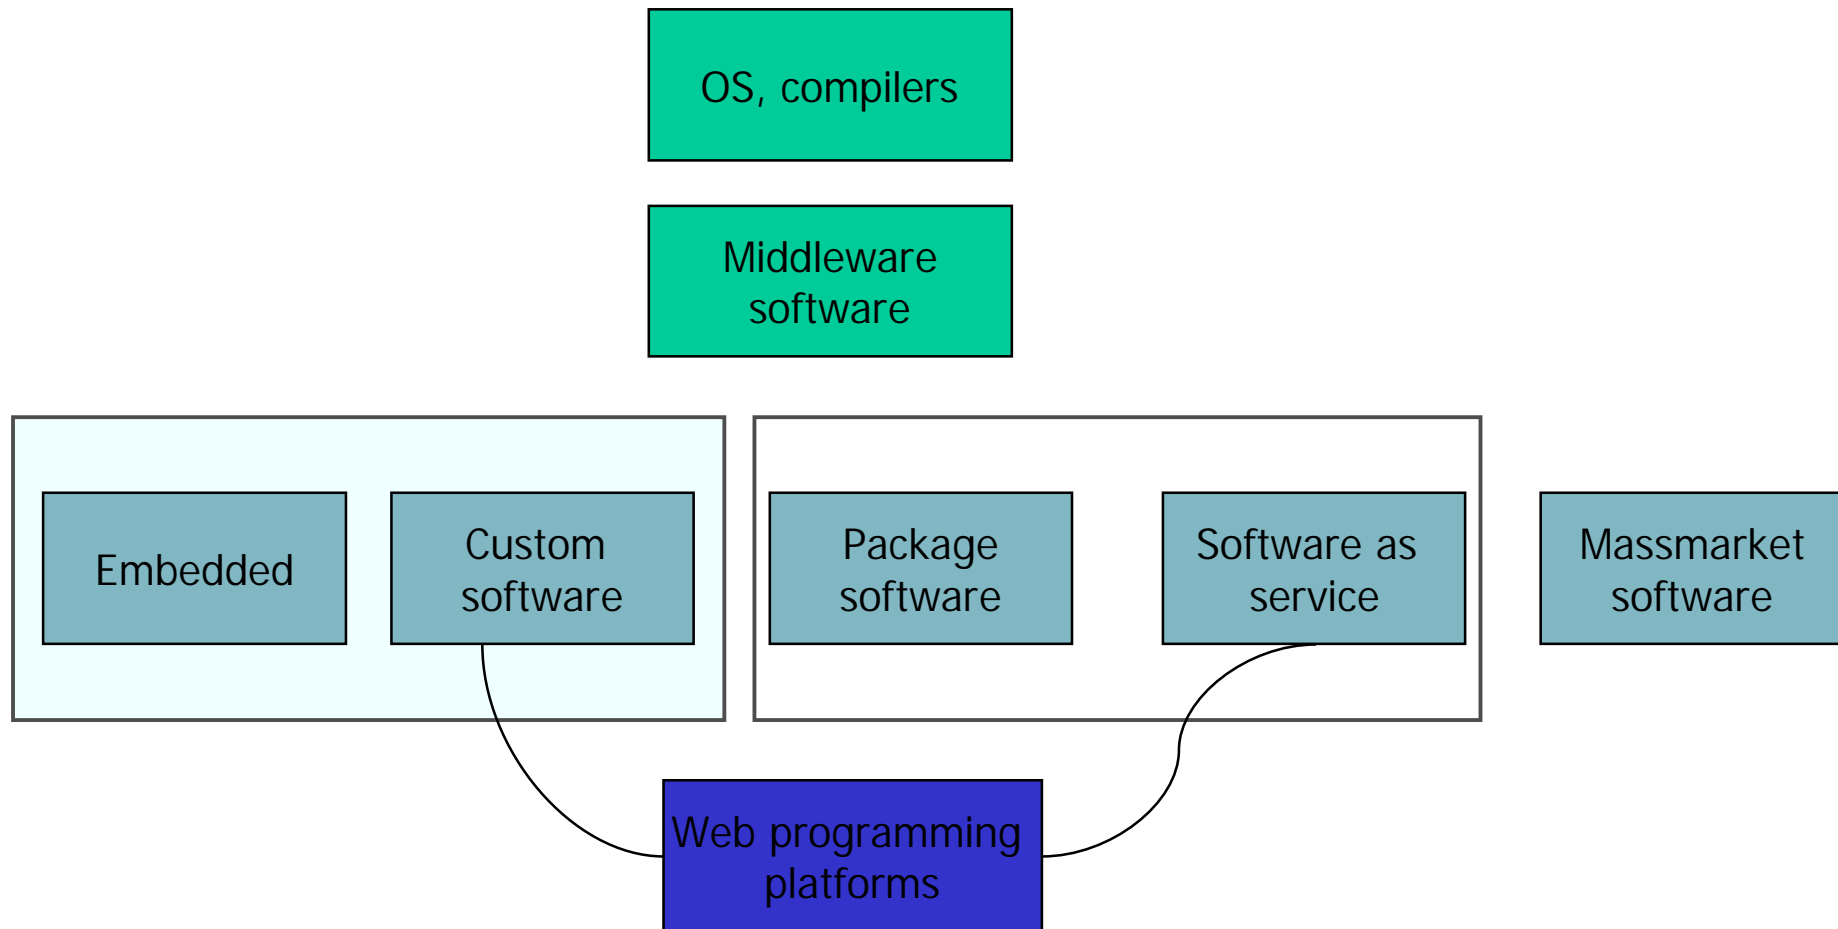 OS, compilers
Middleware
software
Embedded
Custom
software
Package
software
Software as
service
Massmarket
software
Web programming
platforms